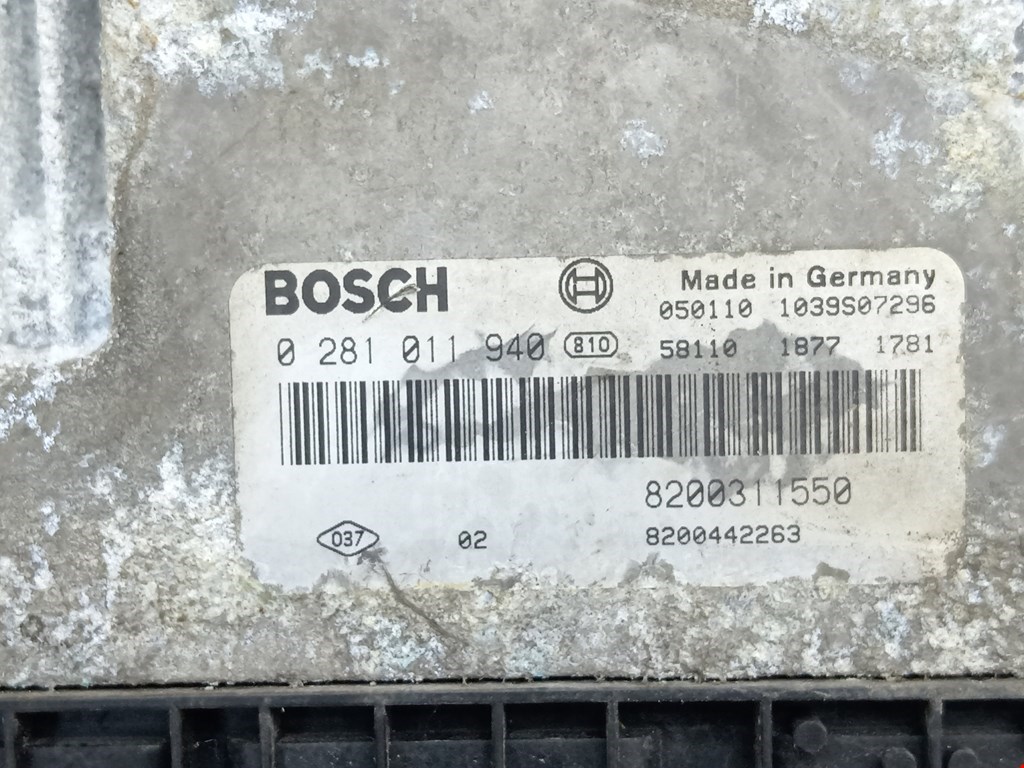 BOSCH
Made in Germany
050110 1039S07296
0 281 011 940 810 58110 1877 1781
8200311550
037 02 8200442263